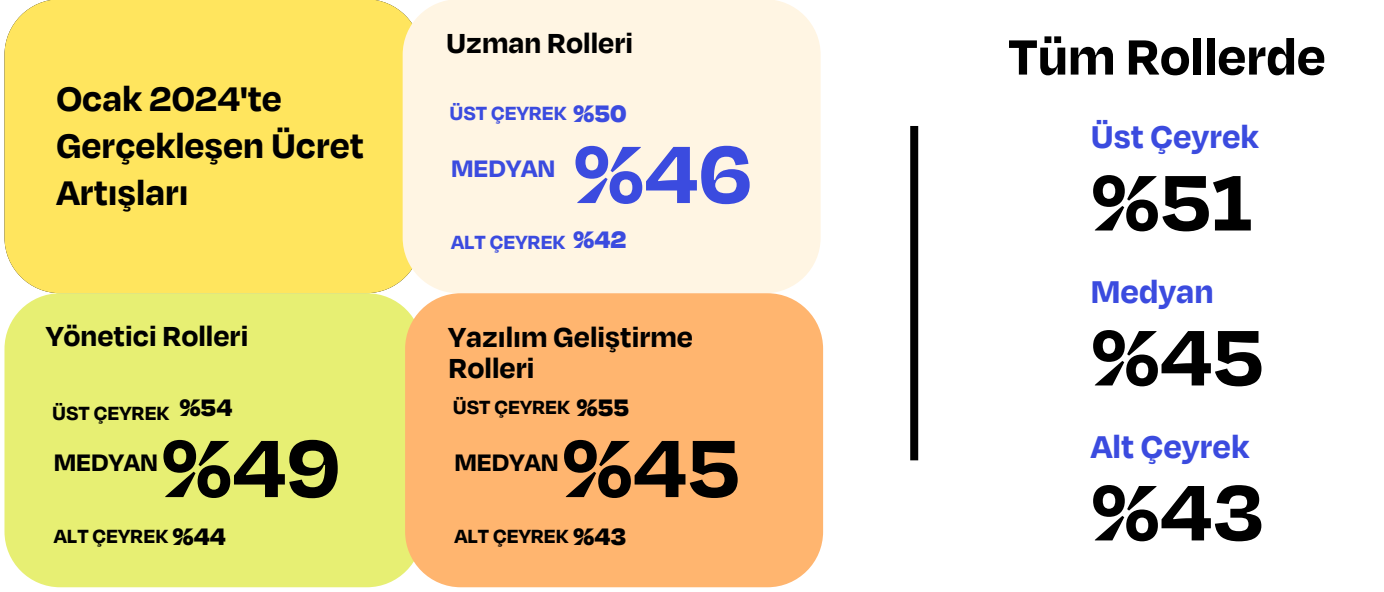 Ocak 2024'te
Gerçekleşen Ücret
Artışları
Uzman Rolleri
ÜST ÇEYREK %50
MEDYAN %46
ALT ÇEYREK %42
Yönetici Rolleri
ÜST ÇEYREK %54
MEDYAN %49
ALT ÇEYREK %44
Yazılım Geliştirme
Rolleri
ÜST ÇEYREK %55
MEDYAN %45
ALT ÇEYREK %43
Tüm Rollerde
Üst Çeyrek
%51
Medyan
%45
Alt Çeyrek
%43